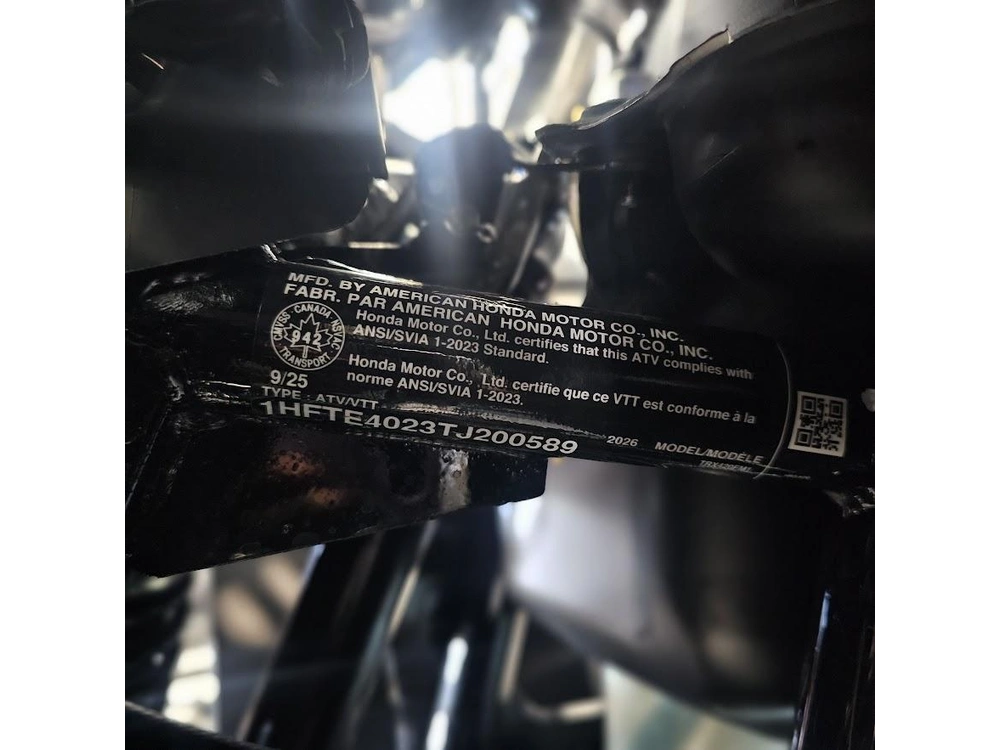 MFD. BY AMERICAN HONDA MOTOR CO., INC.
FABR. PAR AMERICAN HONDA MOTOR CO., INC.
CMVSS · CANADA · NSVAC
942
TRANSPORT
Honda Motor Co., Ltd. certifies that this ATV complies with
ANSI/SVIA 1-2023 Standard.
Honda Motor Co., Ltd. certifie que ce VTT est conforme à la
norme ANSI/SVIA 1-2023.
9/25
TYPE : ATV/VTT
1HFTE4023TJ200589
2026 MODEL/MODÈLE